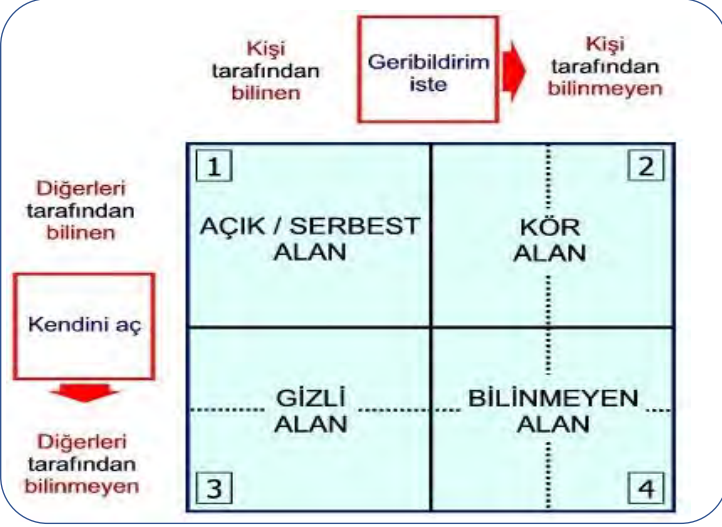 Kişi
tarafından
bilinen
Geribildirim
iste
Kişi
tarafından
bilinmeyen
Diğerleri
tarafından
bilinen
1
AÇIK / SERBEST
ALAN
2
KÖR
ALAN
Kendini aç
Diğerleri
tarafından
bilinmeyen
GİZLİ
ALAN
3
BİLİNMEYEN
ALAN
4